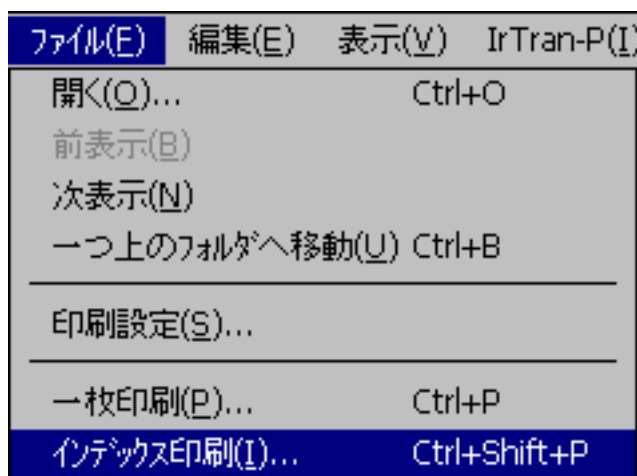 ファイル(F) 編集(E) 表示(V) IrTran-P(I)
開く(O)... Ctrl+O
前表示(B)
次表示(N)
一つ上のフォルダへ移動(U) Ctrl+B
印刷設定(S)...
一枚印刷(P)... Ctrl+P
インデックス印刷(I)... Ctrl+Shift+P